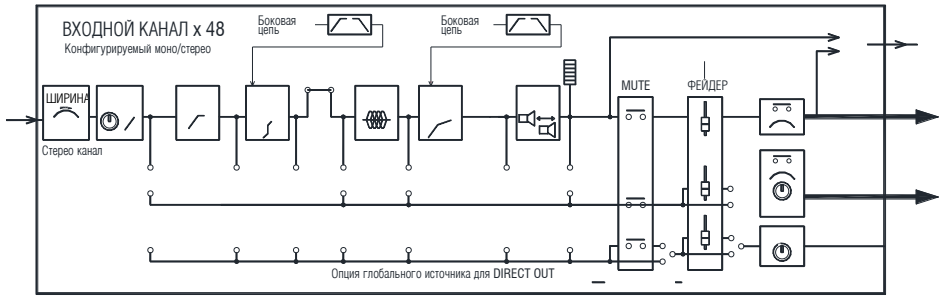 ВХОДНОЙ КАНАЛ x 48
Конфигурируемый моно/стерео
Боковая
цепь
Боковая
цепь
ШИРИНА
MUTE
ФЕЙДЕР
Стерео канал
Опция глобального источника для DIRECT OUT